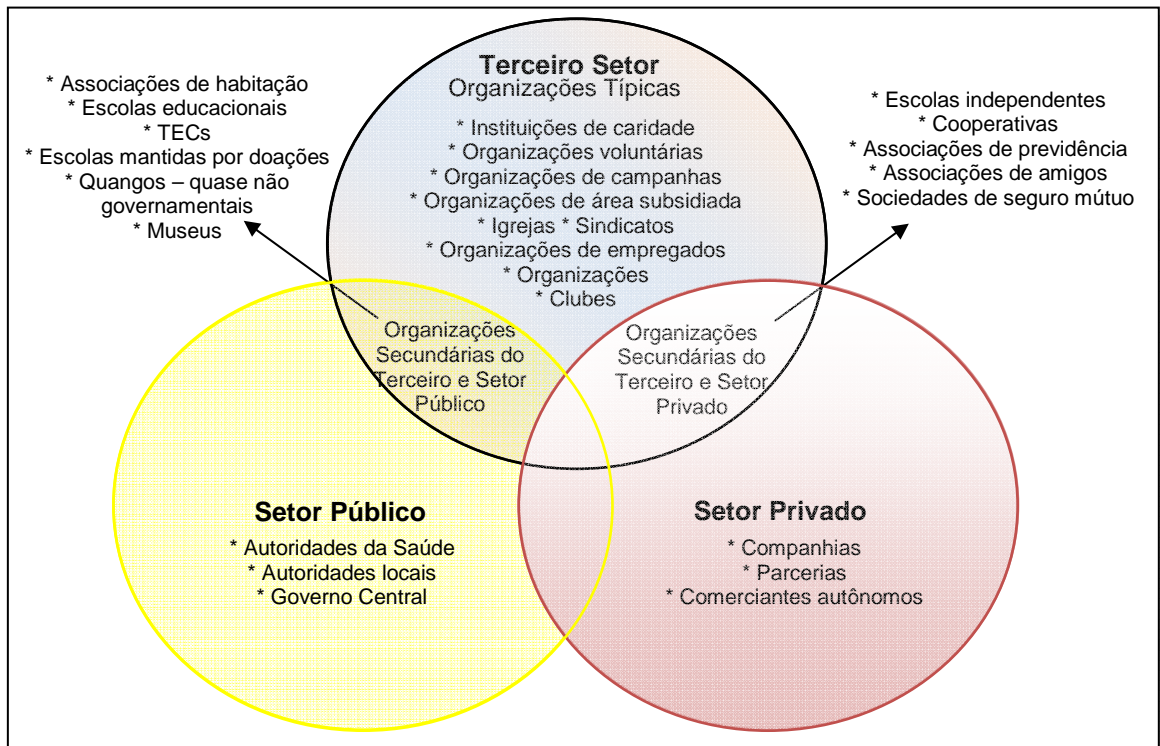 * Associações de habitação
* Escolas educacionais
* TECs
* Escolas mantidas por doações
* Quangos – quase não
governamentais
* Museus
Terceiro Setor
Organizações Típicas
* Instituições de caridade
* Organizações voluntárias
* Organizações de campanhas
* Organizações de área subsidiada
* Igrejas * Sindicatos
* Organizações de empregados
* Organizações
* Clubes
* Escolas independentes
* Cooperativas
* Associações de previdência
* Associações de amigos
* Sociedades de seguro mútuo
Organizações
Secundárias do
Terceiro e Setor
Público
Organizações
Secundárias do
Terceiro e Setor
Privado
Setor Público
* Autoridades da Saúde
* Autoridades locais
* Governo Central
Setor Privado
* Companhias
* Parcerias
* Comerciantes autônomos